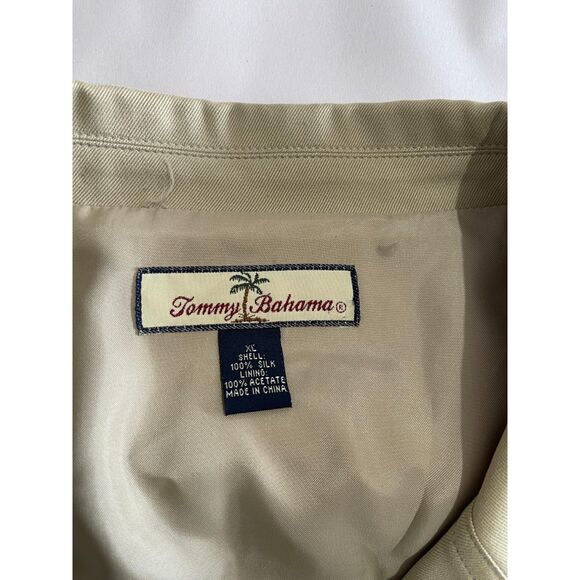 Tommy Bahama®
XL
SHELL:
100% SILK
LINING:
100% ACETATE
MADE IN CHINA